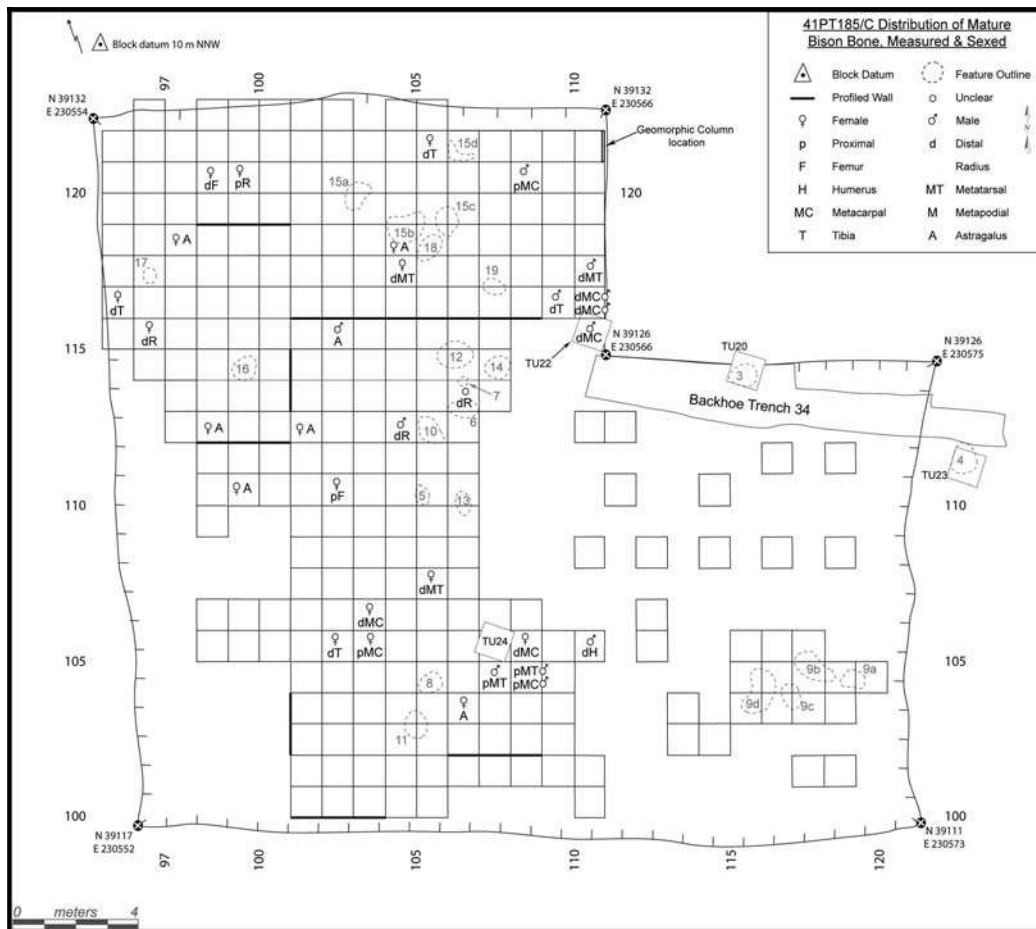 Block datum 10 m NNW
41PT185/C Distribution of Mature
Bison Bone, Measured & Sexed
Block Datum
Feature Outline
Profiled Wall
Unclear
♀ Female
♂ Male
p Proximal
d Distal
F Femur
Radius
H Humerus
MT Metatarsal
MC Metacarpal
M Metapodial
T Tibia
A Astragalus
97 100 105 110
N 39132
E 230554
N 39132
E 230566
Geomorphic Column
location
♀ dT
15d
♀ dF
♀ pR
♂ pMC
120
120
15a
15c
15b
♀ A
♀ A
18
17
♀ dMT
19
♂ dMT
♀ dT
♂ dT
dMC ♂
dMC ♂
♀ dR
♂ A
♂ dMC
N 39126
E 230566
N 39126
E 230575
115
TU22
TU20
16
12
14
3
7
♂ dR
6
Backhoe Trench 34
♀ A
♀ A
♂ dR
10
4
TU23
♀ A
♀ pF
5
13
110
110
♀ dMT
♀ dMC
♀ dT
♀ pMC
TU24
♀ dMC
♂ dH
105
105
♂ pMT
pMT ♂
pMC ♂
8
♀ A
11
9b
9a
9d
9c
100
100
N 39117
E 230552
N 39111
E 230573
97 100 105 110 115 120
0 meters 4